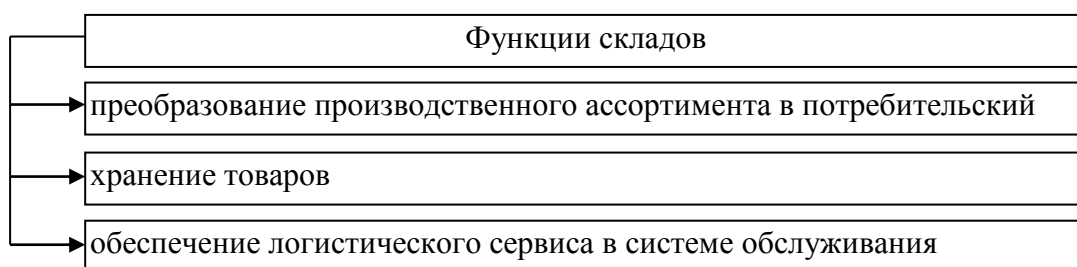 Функции складов
преобразование производственного ассортимента в потребительский
хранение товаров
обеспечение логистического сервиса в системе обслуживания